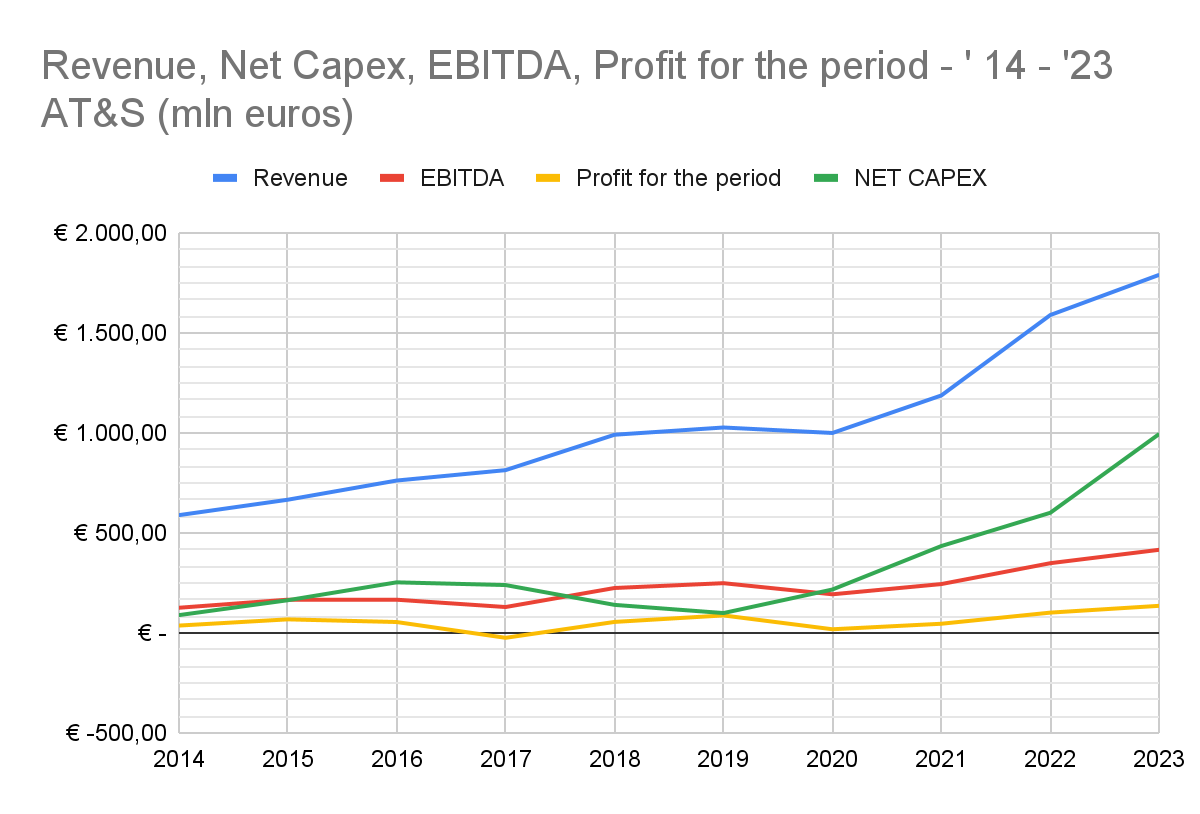 Revenue, Net Capex, EBITDA, Profit for the period - ' 14 - '23
AT&S (mln euros)
Revenue EBITDA Profit for the period NET CAPEX
€ 2.000,00
€ 1.500,00
€ 1.000,00
€ 500,00
€ -
€ -500,00
2014 2015 2016 2017 2018 2019 2020 2021 2022 2023